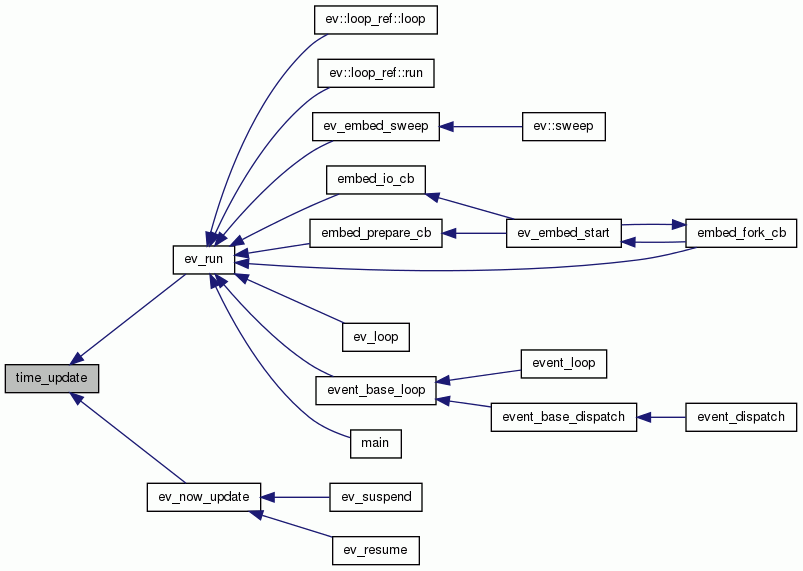 ev::loop_ref::loop
ev::loop_ref::run
ev_embed_sweep
ev::sweep
embed_io_cb
embed_prepare_cb
ev_embed_start
embed_fork_cb
ev_run
ev_loop
event_loop
time_update
event_base_loop
event_base_dispatch
event_dispatch
main
ev_now_update
ev_suspend
ev_resume